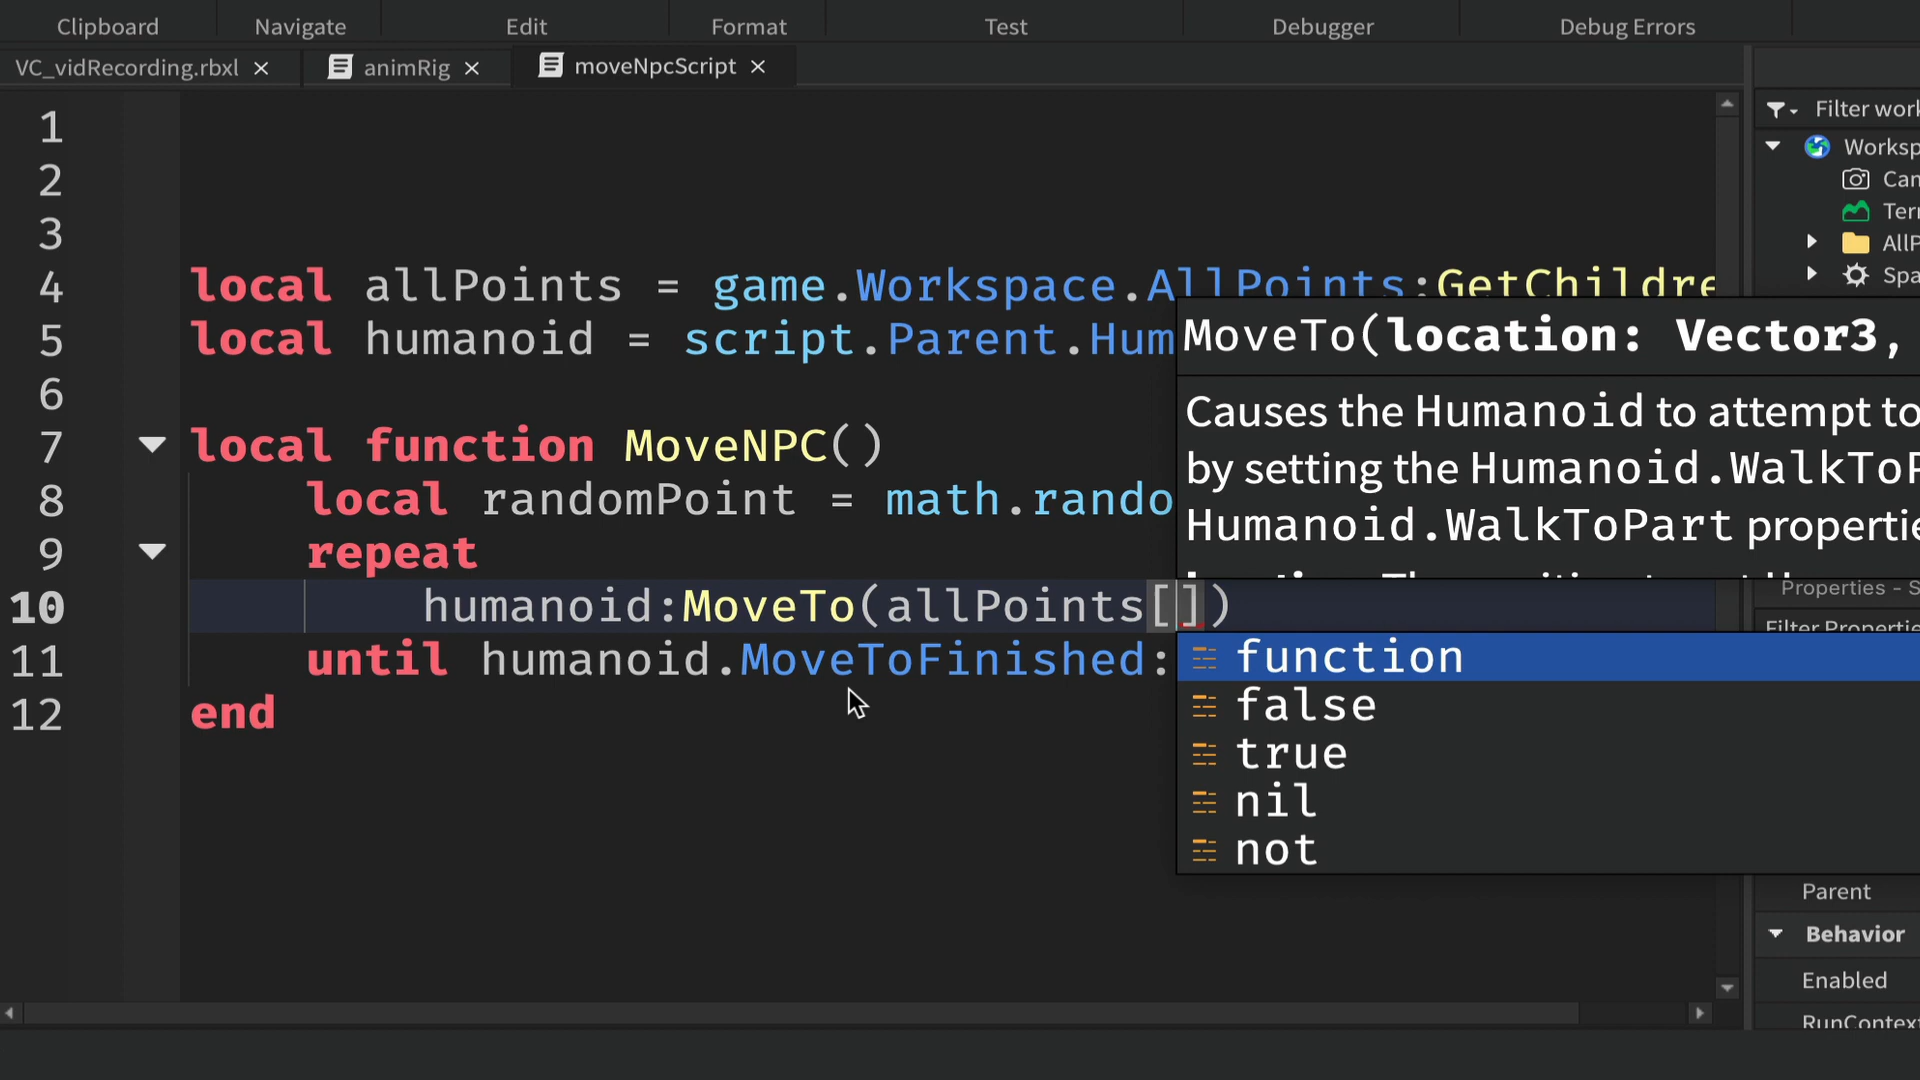 Clipboard Navigate Edit Format Test Debugger Debug Errors
VC_vidRecording.rbxl animRig moveNpcScript
1
2
3
4 local allPoints = game.Workspace.AllPoints:GetChildre
5 local humanoid = script.Parent.Hum
6
7 local function MoveNPC()
8 local randomPoint = math.rando
9 repeat
10 humanoid:MoveTo(allPoints[])
11 until humanoid.MoveToFinished:
12 end
MoveTo(location: Vector3,
Causes the Humanoid to attempt to
by setting the Humanoid.WalkToP
Humanoid.WalkToPart propertie
function
false
true
nil
not
Filter work
Worksp
Cam
Terr
AllP
Spa
Properties - S
Filter Propertie
Parent
Behavior
Enabled
RunContext